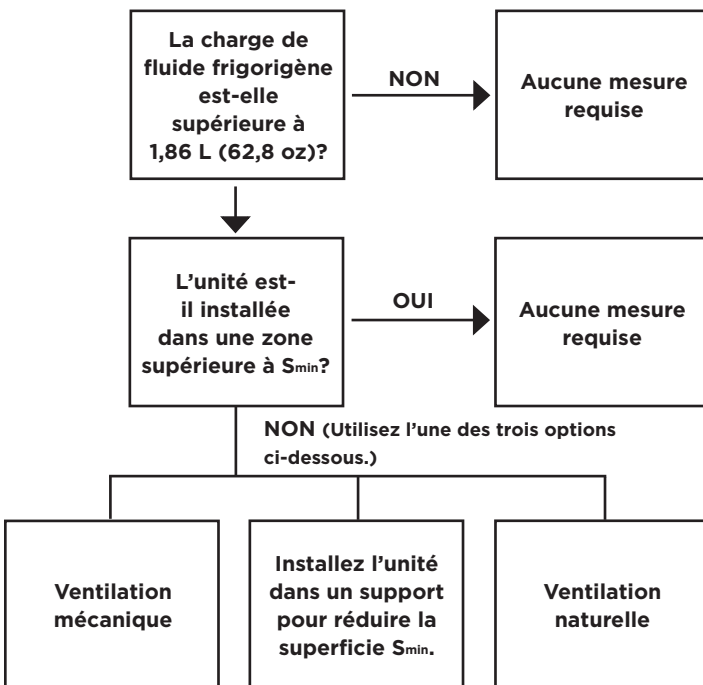 La charge de
fluide frigorigène
est-elle
supérieure à
1,86 L (62,8 oz)?
NON
Aucune mesure
requise
L’unité est-
il installée
dans une zone
supérieure à Smin?
OUI
Aucune mesure
requise
NON (Utilisez l’une des trois options
ci-dessous.)
Ventilation
mécanique
Installez l’unité
dans un support
pour réduire la
superficie Smin.
Ventilation
naturelle